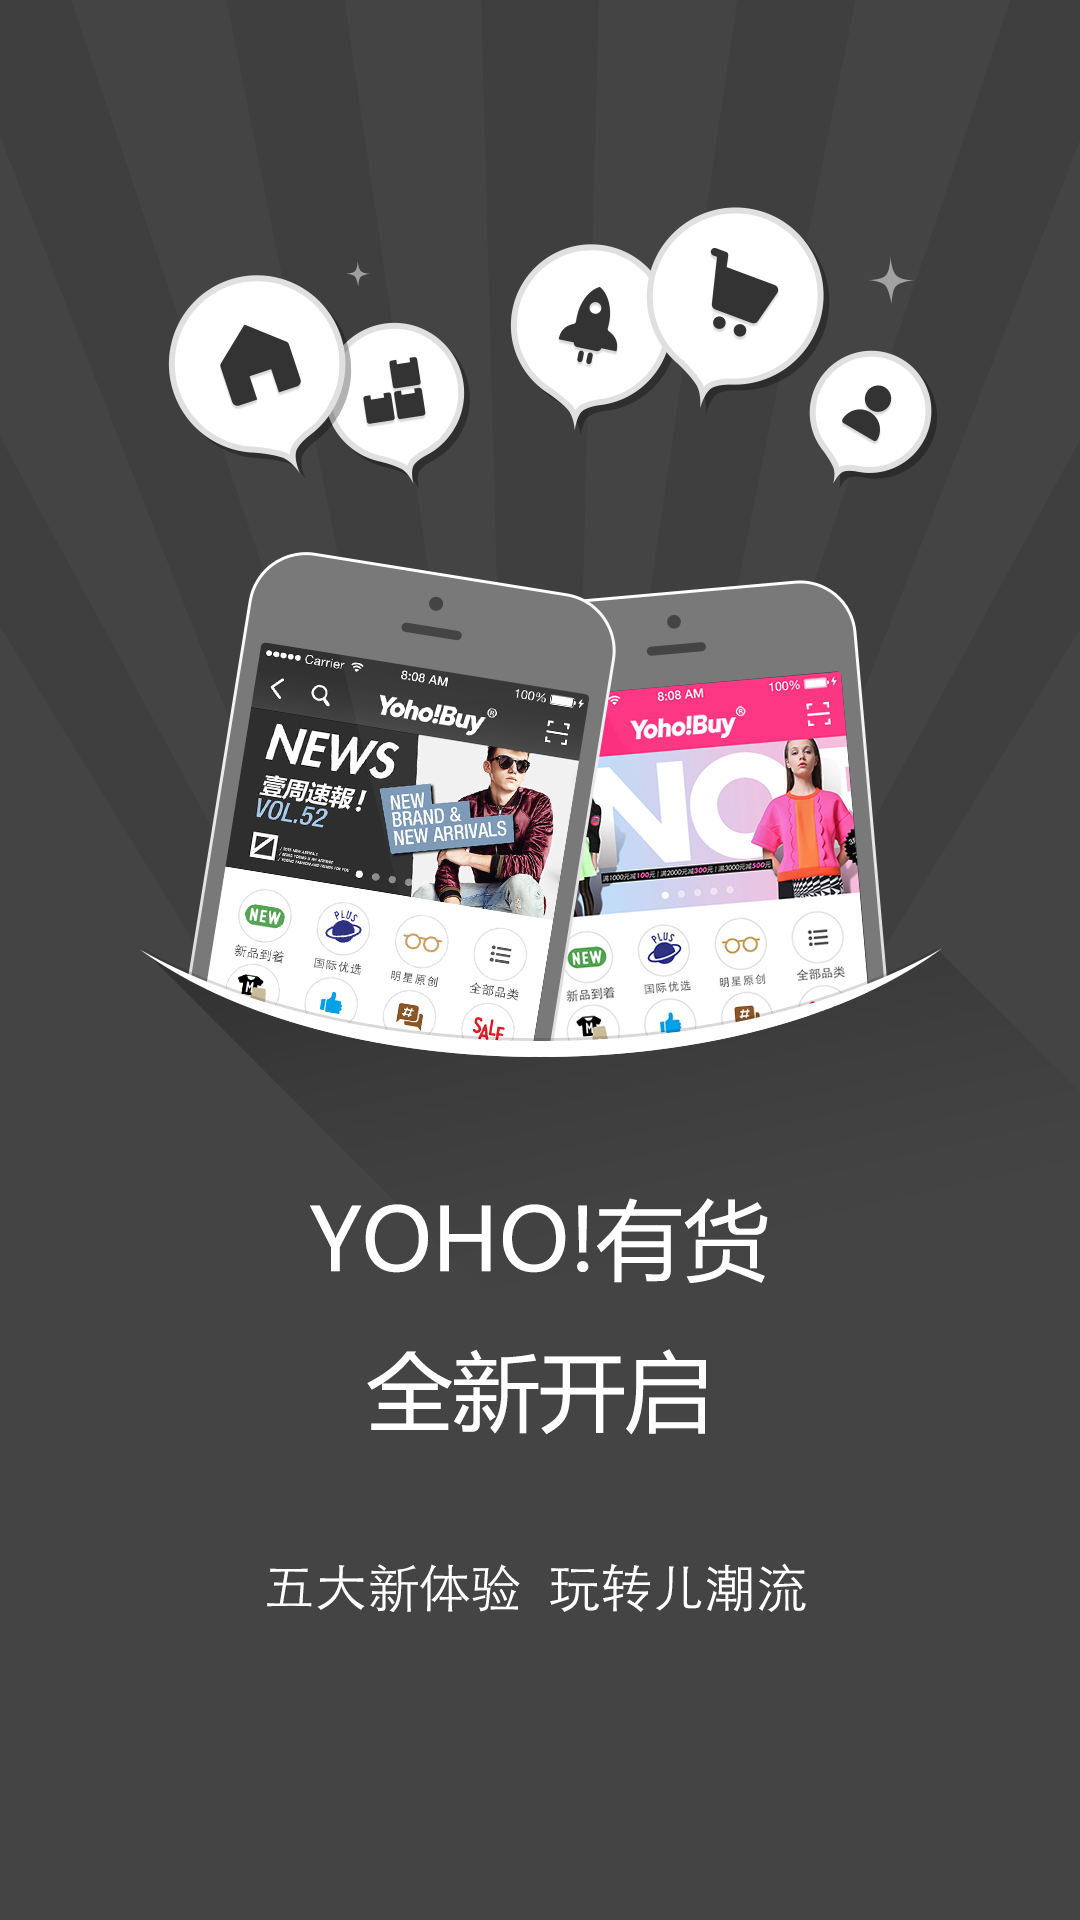 Carrier
8:08 AM
100%
Yoho!Buy®
NEWS
壹周速報!
VOL.52
NEW
BRAND &
NEW ARRIVALS
NEW
新品到着
PLUS
国际优选
明星原创
全部品类
M
#
SALE
8:08 AM
100%
Yoho!Buy®
NO
满1000元减100元 | 满2000元减300元 | 满3000元减500元
NEW
新品到着
PLUS
国际优选
明星原创
全部品类
M
#
YOHO!有货
全新开启
五大新体验 玩转儿潮流